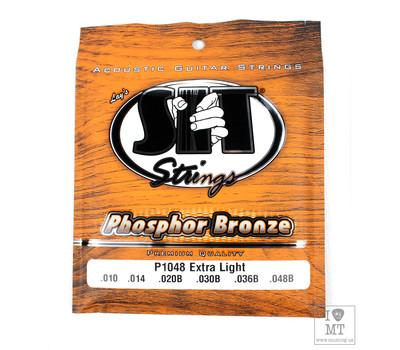 ACOUSTIC GUITAR STRINGS
SIT
Strings
Phosphor Bronze
PREMIUM QUALITY
P1048 Extra Light
.010 .014 .020B .030B .036B .048B
I
MT